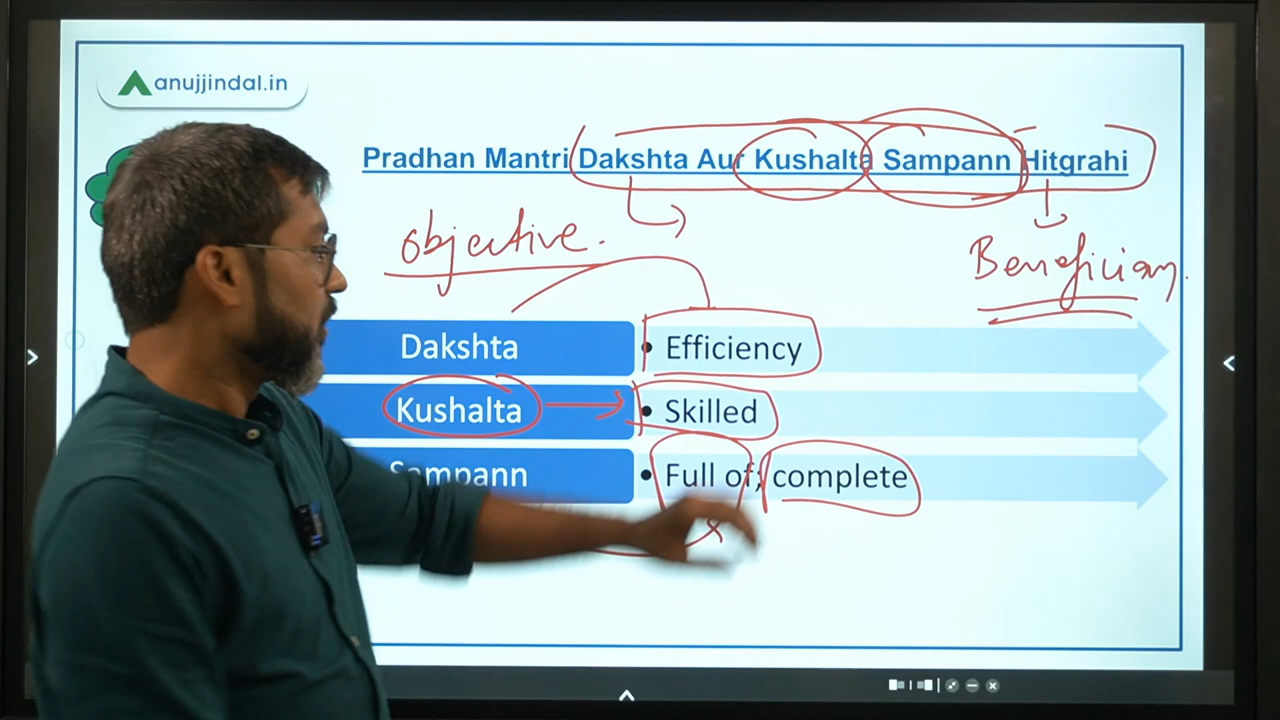 anujjindal.in
Pradhan Mantri Dakshta Aur Kushalta Sampann Hitgrahi
objective.
Beneficiary.
Dakshta
• Efficiency
Kushalta
• Skilled
Sampann
• Full of; complete